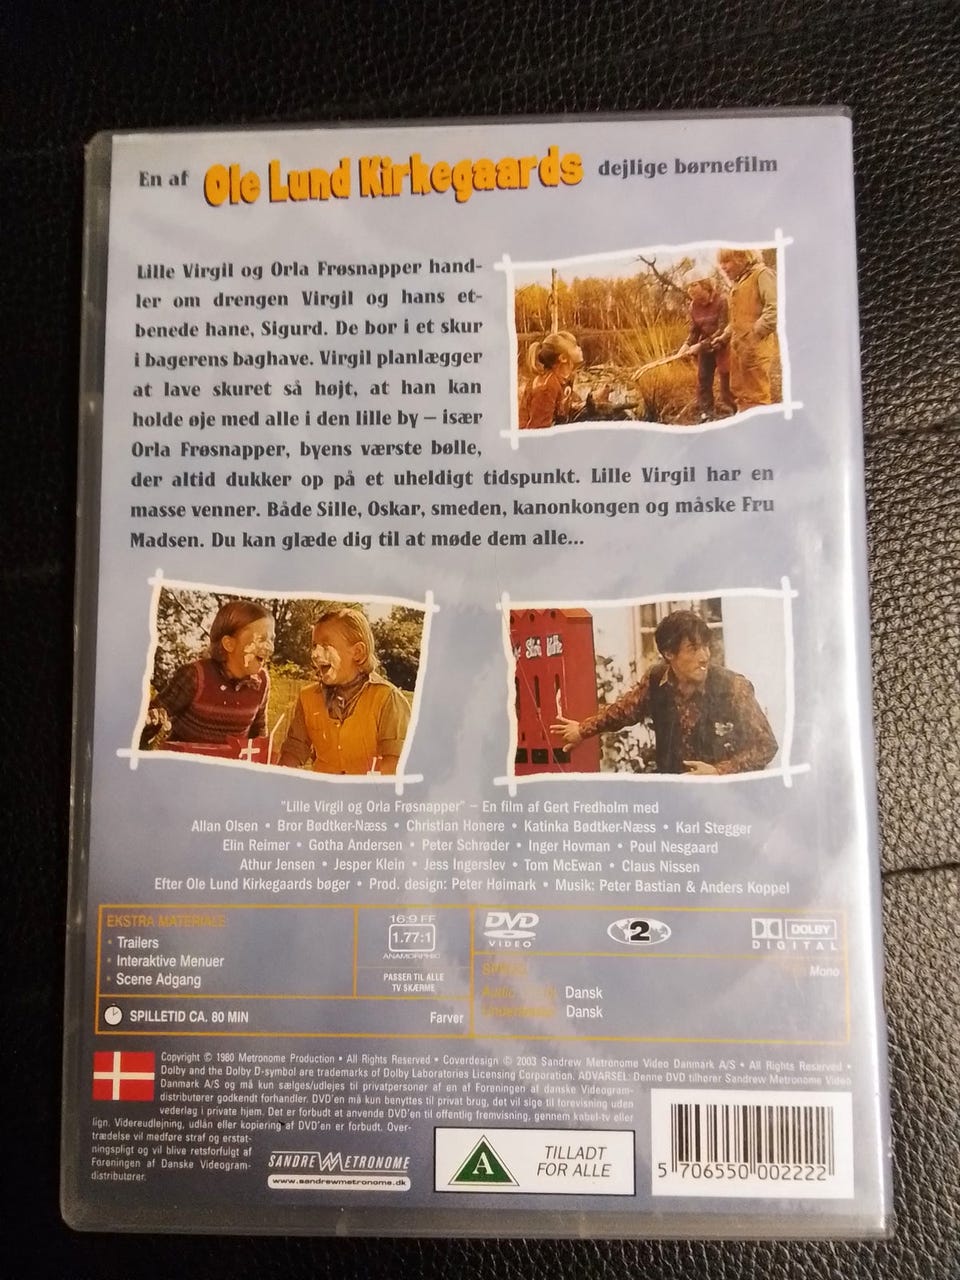 En af Ole Lund Kirkegaards dejlige børnefilm
Lille Virgil og Orla Frøsnapper hand-
ler om drengen Virgil og hans et-
benede hane, Sigurd. De bor i et skur
i bagerens baghave. Virgil planlægger
at lave skuret så højt, at han kan
holde øje med alle i den lille by – især
Orla Frøsnapper, byens værste bølle,
der altid dukker op på et uheldigt tidspunkt. Lille Virgil har en
masse venner. Både Sille, Oskar, smeden, kanonkongen og måske Fru
Madsen. Du kan glæde dig til at møde dem alle...
"Lille Virgil og Orla Frøsnapper" – En film af Gert Fredholm med
Allan Olsen • Bror Bødtker-Næss • Christian Honere • Katinka Bødtker-Næss • Karl Stegger
Elin Reimer • Gotha Andersen • Peter Schrøder • Inger Hovman • Poul Nesgaard
Athur Jensen • Jesper Klein • Jess Ingerslev • Tom McEwan • Claus Nissen
Efter Ole Lund Kirkegaards bøger • Prod. design: Peter Høimark • Musik: Peter Bastian & Anders Koppel
EKSTRA MATERIALE:
• Trailers
• Interaktive Menuer
• Scene Adgang
SPILLETID CA. 80 MIN
Farver
16:9 FF
1.77:1
ANAMORPHIC
PASSER TIL ALLE
TV SKÆRME
DVD
VIDEO
2
DOLBY
DIGITAL
Mono
Dansk
Dansk
Copyright © 1980 Metronome Production • All Rights Reserved • Coverdesign © 2003 Sandrew Metronome Video Danmark A/S • All Rights Reserved •
Dolby and the Dolby D-symbol are trademarks of Dolby Laboratories Licensing Corporation. ADVARSEL: Denne DVD tilhører Sandrew Metronome Video
Danmark A/S og må kun sælges/udlejes til privatpersoner af en af Foreningen af danske Videogram-
distributører godkendt forhandler. DVD'en må kun benyttes til privat brug, det vil sige til forevisning uden
vederlag i private hjem. Det er forbudt at anvende DVD'en til offentlig fremvisning, gennem kabel-tv eller
lign. Videreudlejning, udlån eller kopiering af DVD'en er forbudt. Over-
trædelse vil medføre straf og erstat-
ningspligt og vil blive retsforfulgt af
Foreningen af Danske Videogram-
distributører.
SANDREW METRONOME
www.sandrewmetronome.dk
A
TILLADT
FOR ALLE
5 706550 002222